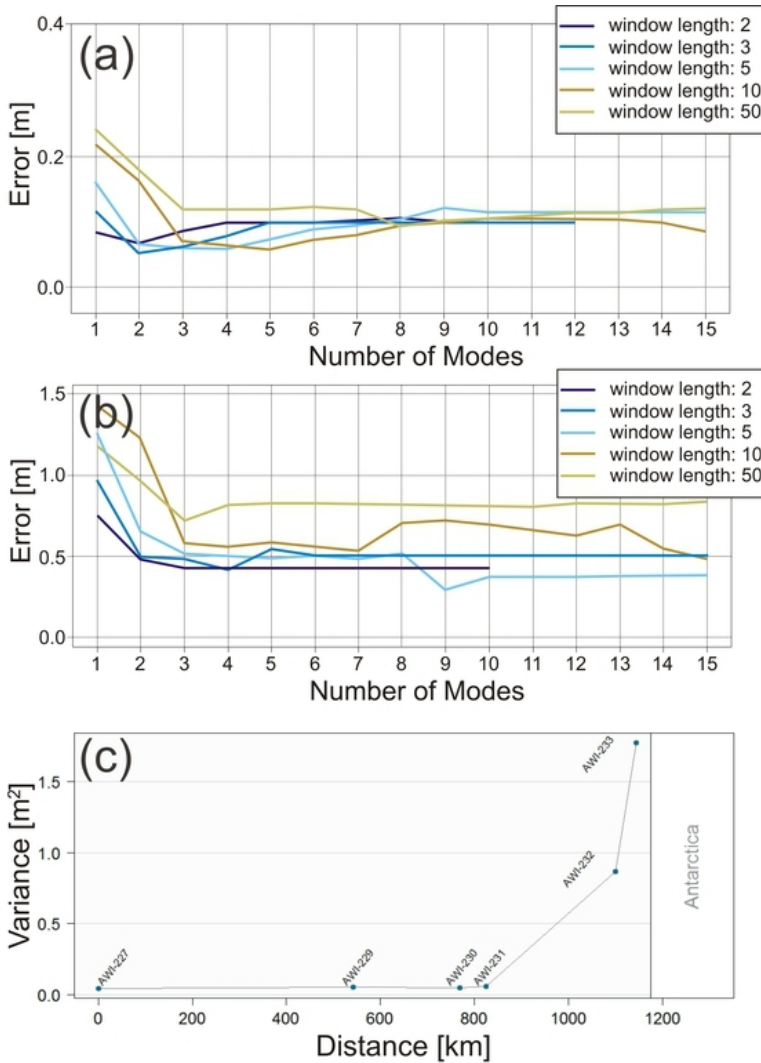 (a)
window length: 2
window length: 3
window length: 5
window length: 10
window length: 50
Error [m]
0.4
0.2
0.0
1 2 3 4 5 6 7 8 9 10 11 12 13 14 15
Number of Modes
(b)
window length: 2
window length: 3
window length: 5
window length: 10
window length: 50
Error [m]
1.5
1.0
0.5
0.0
1 2 3 4 5 6 7 8 9 10 11 12 13 14 15
Number of Modes
(c)
Variance [m²]
1.5
1.0
0.5
0.0
AWI-227
AWI-229
AWI-230
AWI-231
AWI-232
AWI-233
Antarctica
0 200 400 600 800 1000 1200
Distance [km]